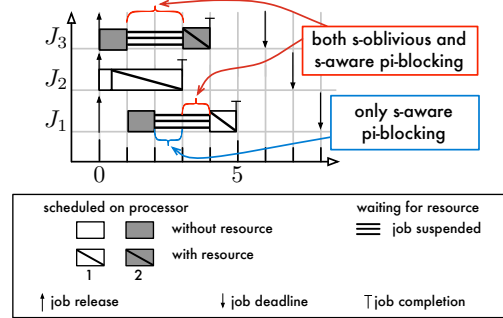 J3
J2
J1
both s-oblivious and
s-aware pi-blocking
only s-aware
pi-blocking
0
5
scheduled on processor
waiting for resource
without resource
job suspended
with resource
1
2
job release
job deadline
job completion